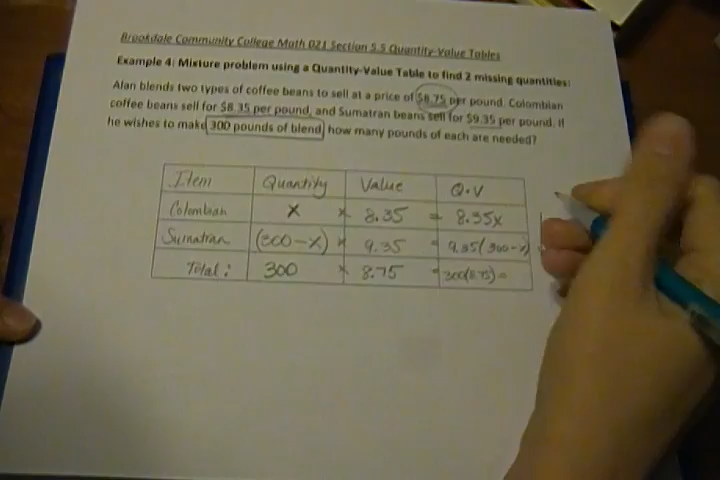 Brookdale Community College Math 021 Section 5.5 Quantity-Value Tables
Example 4: Mixture problem using a Quantity-Value Table to find 2 missing quantities:
Alan blends two types of coffee beans to sell at a price of $8.75 per pound. Colombian
coffee beans sell for $8.35 per pound, and Sumatran beans sell for $9.35 per pound. If
he wishes to make 300 pounds of blend, how many pounds of each are needed?
Item Quantity Value Q·V
Colombian x × 8.35 = 8.35x
Sumatran (300-x) × 9.35 = 9.35(300-x)
Total: 300 × 8.75 = 300(8.75) =